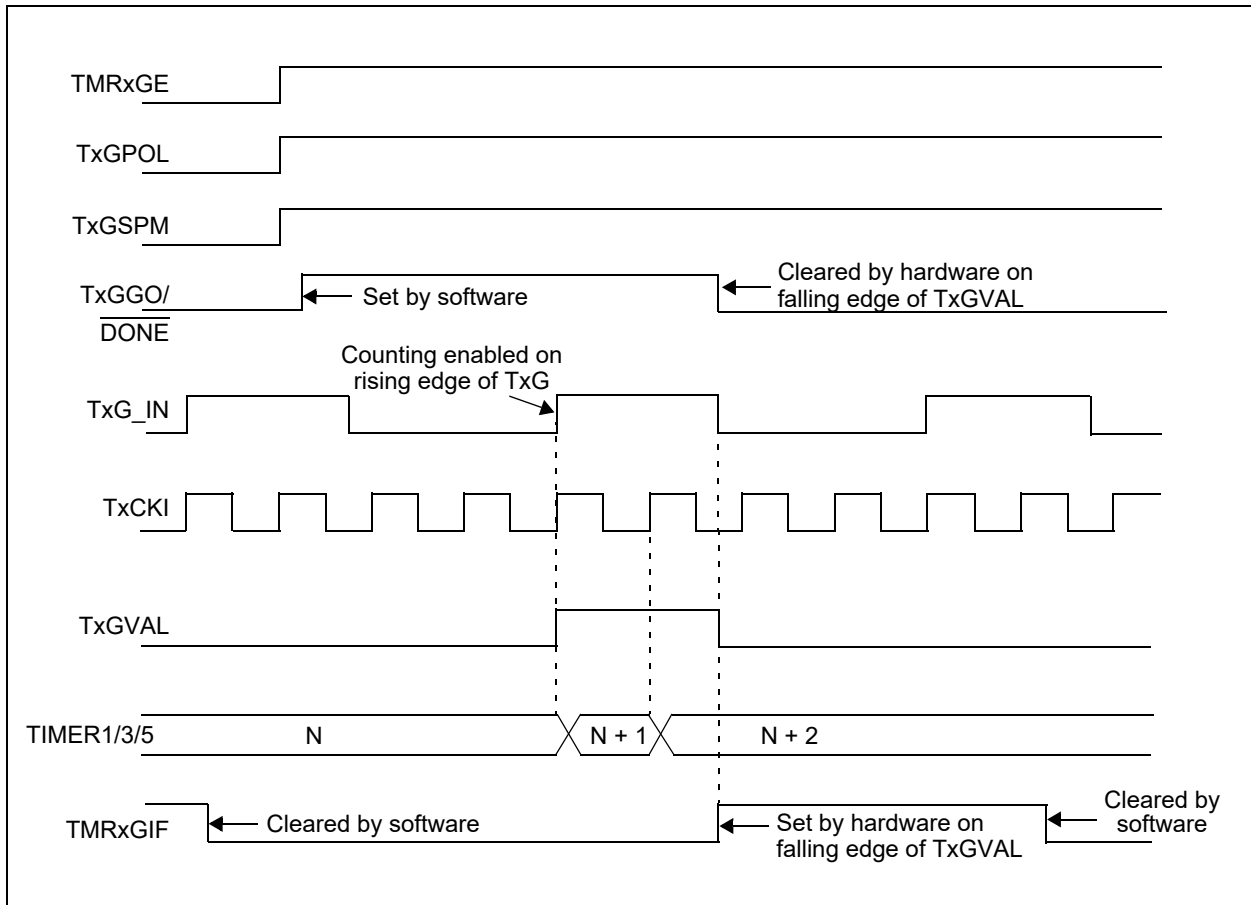 TMRxGE
TxGPOL
TxGSPM
TxGGO/
DONE
Set by software
Cleared by hardware on
falling edge of TxGVAL
Counting enabled on
rising edge of TxG
TxG_IN
TxCKI
TxGVAL
TIMER1/3/5
N
N + 1
N + 2
TMRxGIF
Cleared by software
Set by hardware on
falling edge of TxGVAL
Cleared by
software